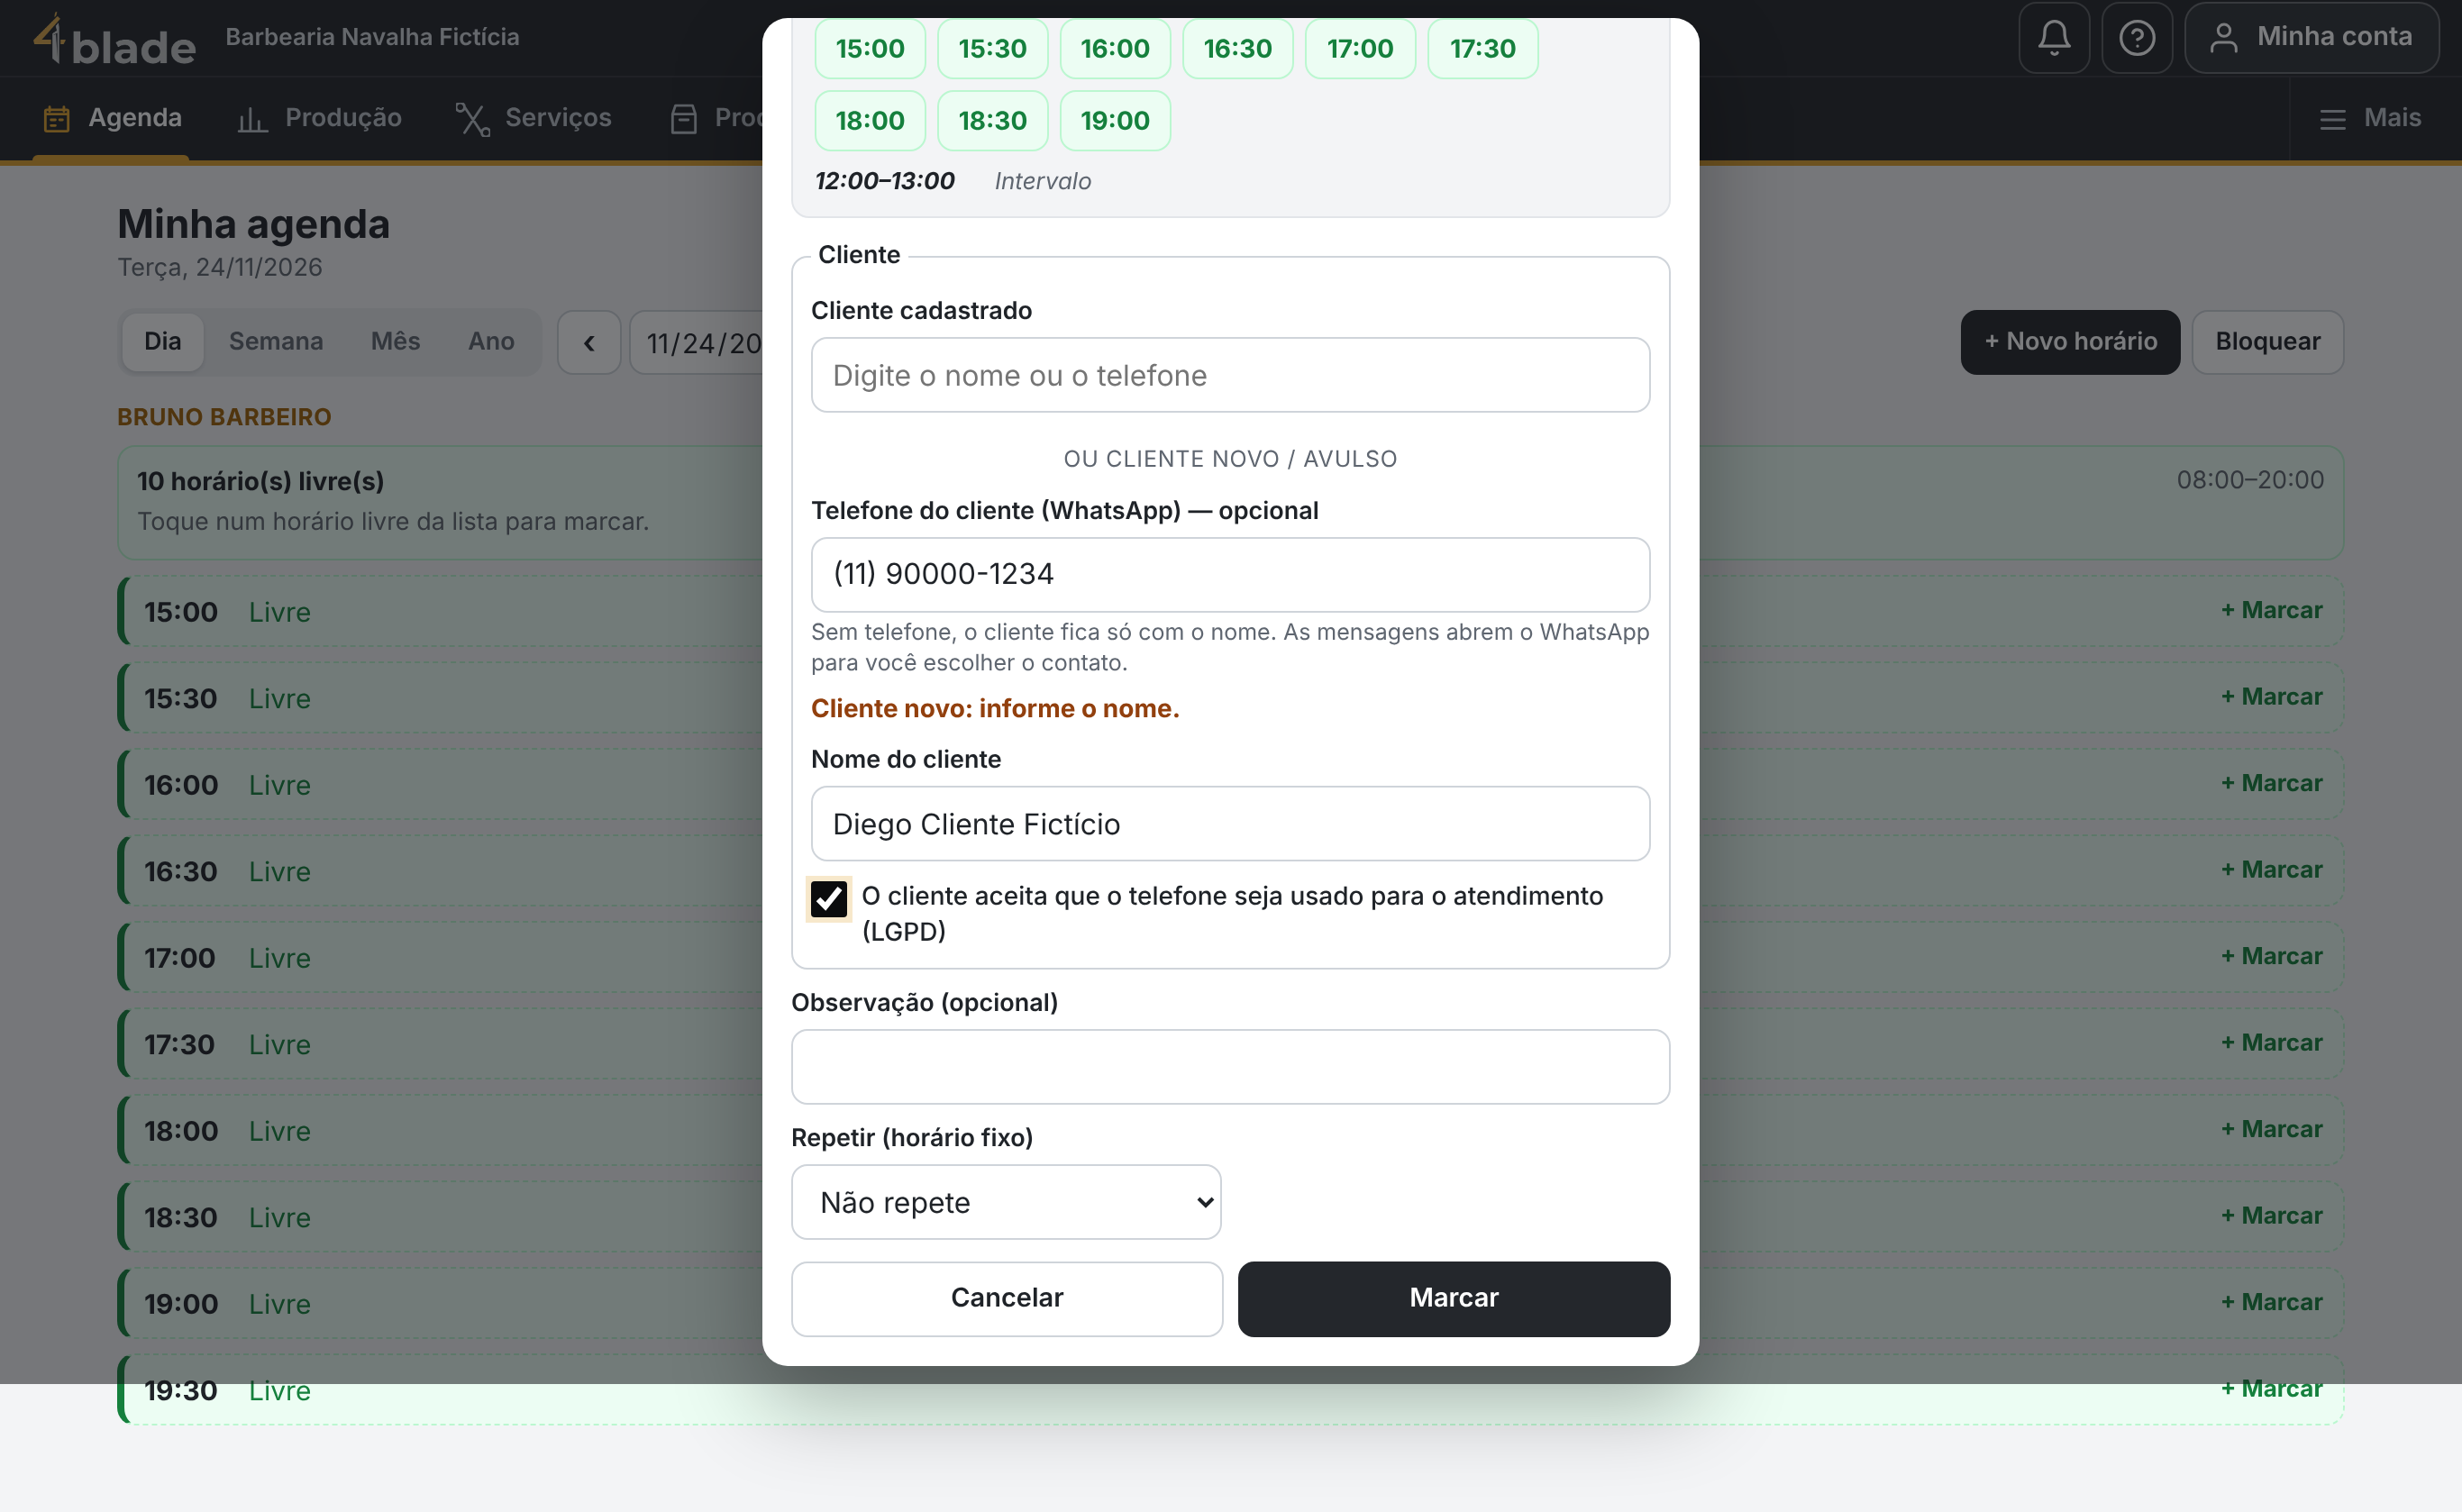 4blade Barbearia Navalha Fictícia Minha conta
Agenda Produção Serviços Mais
Minha agenda
Terça, 24/11/2026
Dia Semana Mês Ano ‹ 11/24/20
+ Novo horário Bloquear
BRUNO BARBEIRO
10 horário(s) livre(s) 08:00–20:00
Toque num horário livre da lista para marcar.
15:00 Livre + Marcar
15:30 Livre + Marcar
16:00 Livre + Marcar
16:30 Livre + Marcar
17:00 Livre + Marcar
17:30 Livre + Marcar
18:00 Livre + Marcar
18:30 Livre + Marcar
19:00 Livre + Marcar
19:30 Livre + Marcar
15:00 15:30 16:00 16:30 17:00 17:30
18:00 18:30 19:00
12:00–13:00 Intervalo
Cliente
Cliente cadastrado
Digite o nome ou o telefone
OU CLIENTE NOVO / AVULSO
Telefone do cliente (WhatsApp) — opcional
(11) 90000-1234
Sem telefone, o cliente fica só com o nome. As mensagens abrem o WhatsApp
para você escolher o contato.
Cliente novo: informe o nome.
Nome do cliente
Diego Cliente Fictício
O cliente aceita que o telefone seja usado para o atendimento
(LGPD)
Observação (opcional)
Repetir (horário fixo)
Não repete
Cancelar Marcar